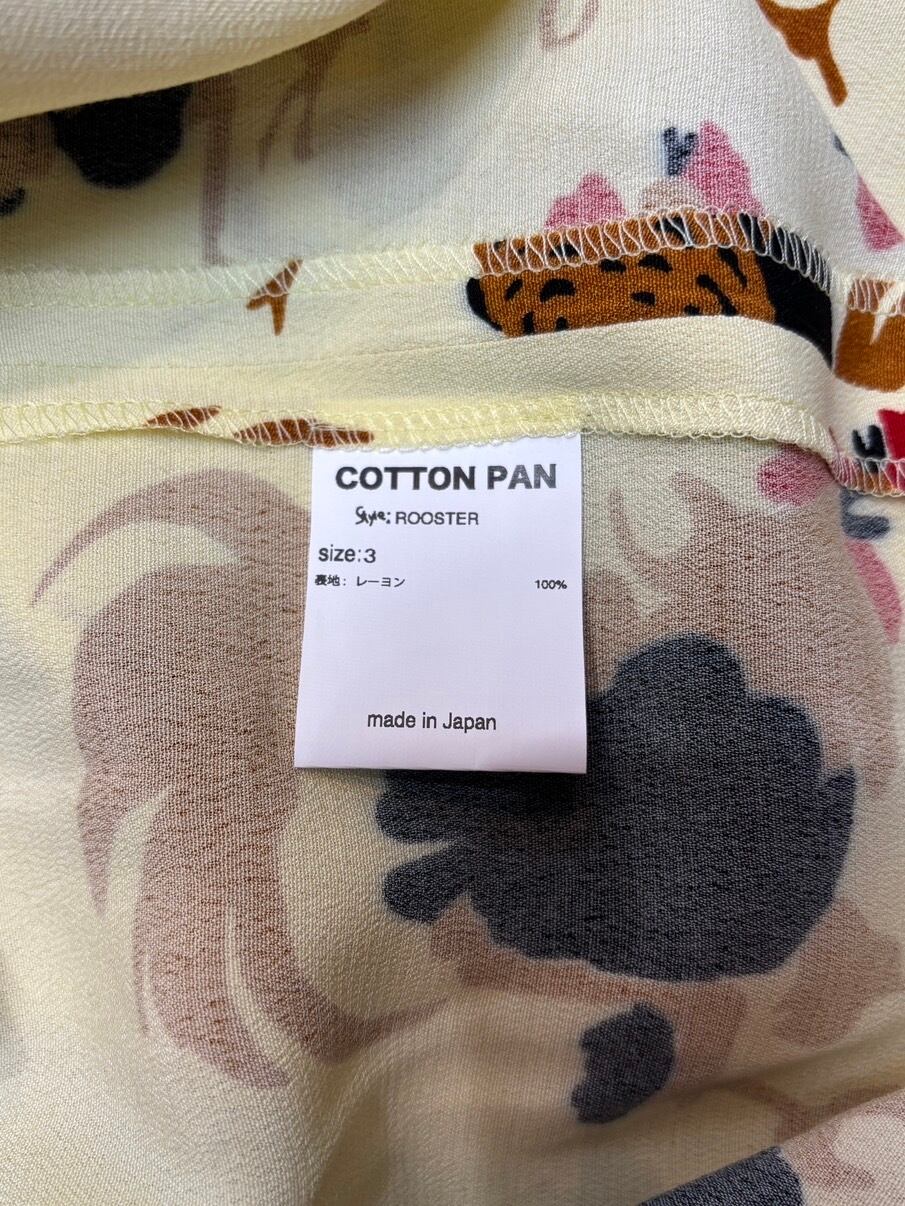 COTTON PAN
Style: ROOSTER
size:3
表地: レーヨン 100%
made in Japan